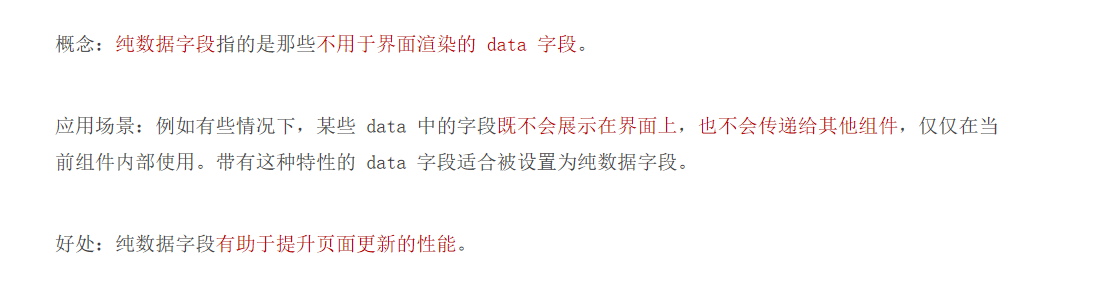 概念：纯数据字段指的是那些不用于界面渲染的 data 字段。
应用场景：例如有些情况下，某些 data 中的字段既不会展示在界面上，也不会传递给其他组件，仅仅在当
前组件内部使用。带有这种特性的 data 字段适合被设置为纯数据字段。
好处：纯数据字段有助于提升页面更新的性能。